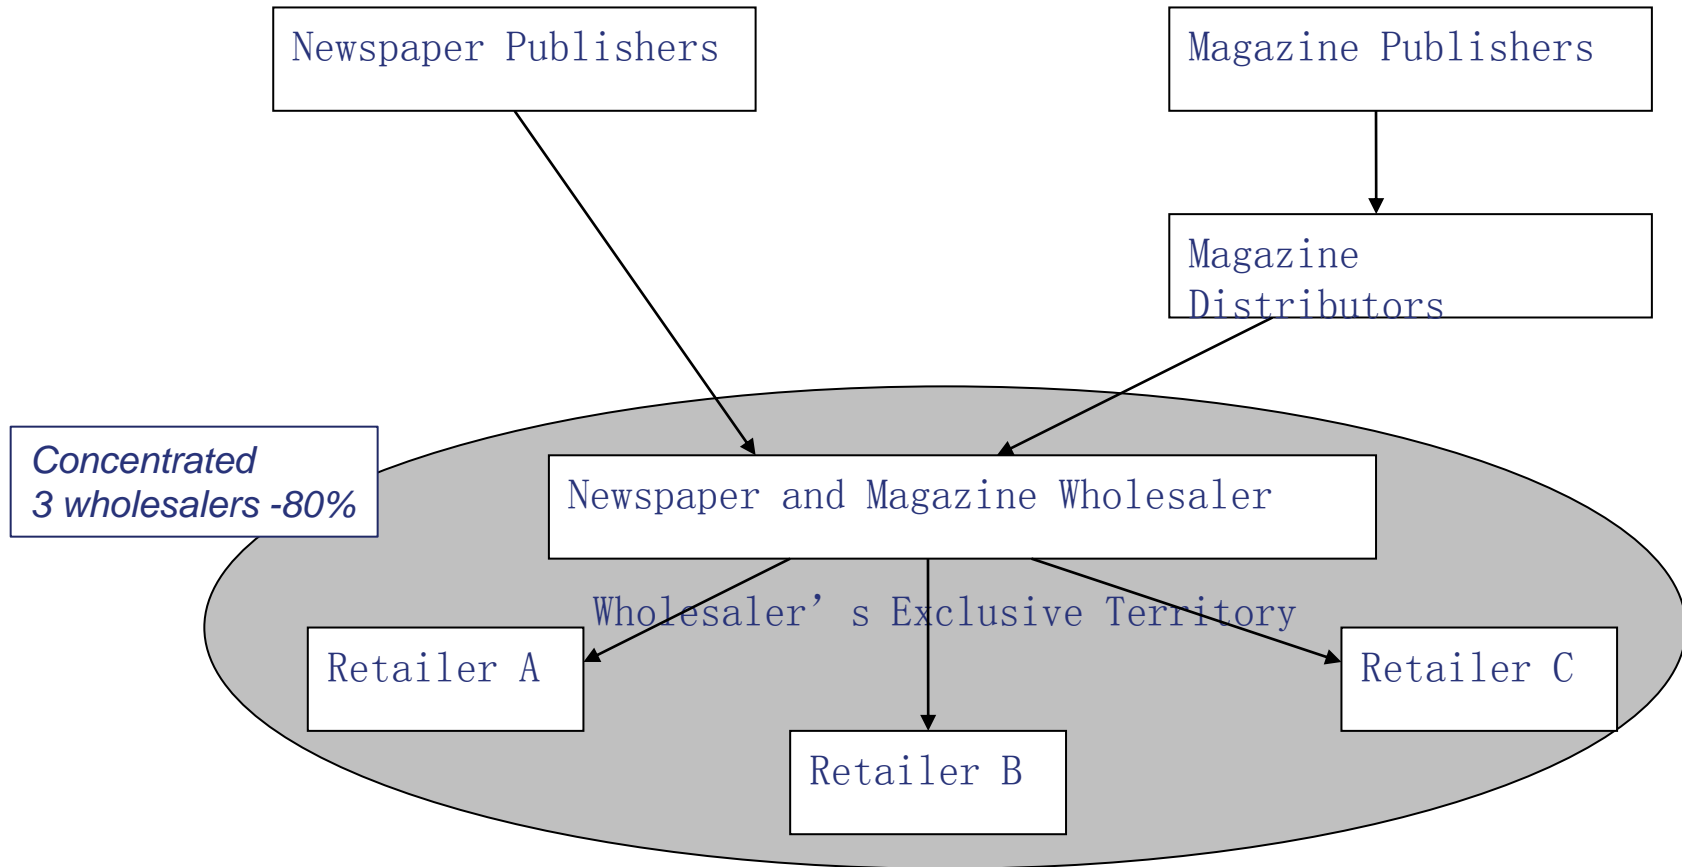 Newspaper Publishers
Magazine Publishers
Magazine
Distributors
Concentrated
3 wholesalers -80%
Newspaper and Magazine Wholesaler
Wholesaler’s Exclusive Territory
Retailer A
Retailer C
Retailer B